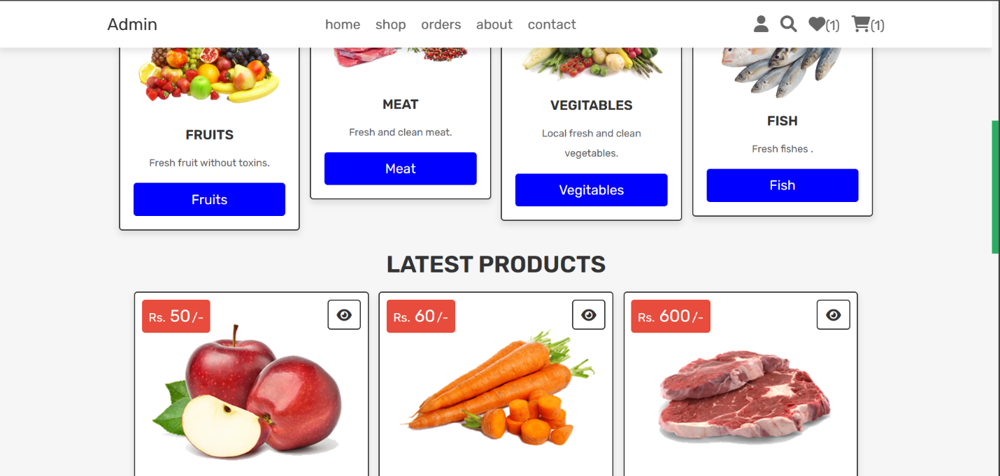 Admin
home shop orders about contact
(1) (1)
FRUITS
Fresh fruit without toxins.
Fruits
MEAT
Fresh and clean meat.
Meat
VEGITABLES
Local fresh and clean
vegetables.
Vegitables
FISH
Fresh fishes .
Fish
LATEST PRODUCTS
Rs. 50/-
Rs. 60/-
Rs. 600/-